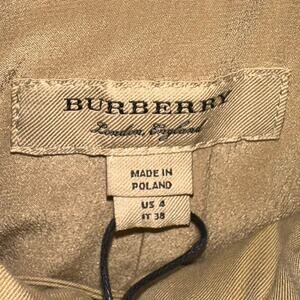 BURBERRY
London, England
MADE IN
POLAND
US 4
IT 38